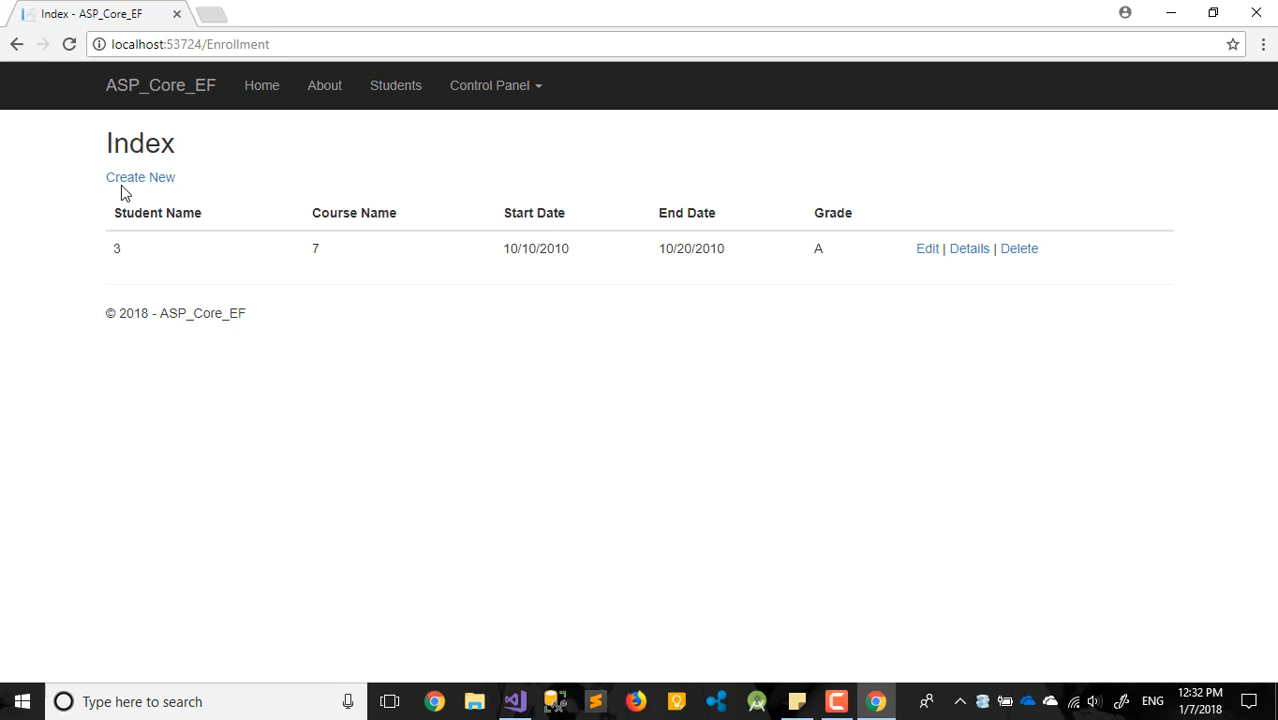 Index - ASP_Core_EF
localhost:53724/Enrollment
ASP_Core_EF Home About Students Control Panel
Index
Create New
Student Name Course Name Start Date End Date Grade
3 7 10/10/2010 10/20/2010 A Edit | Details | Delete
© 2018 - ASP_Core_EF
Type here to search
ENG
12:32 PM
1/7/2018